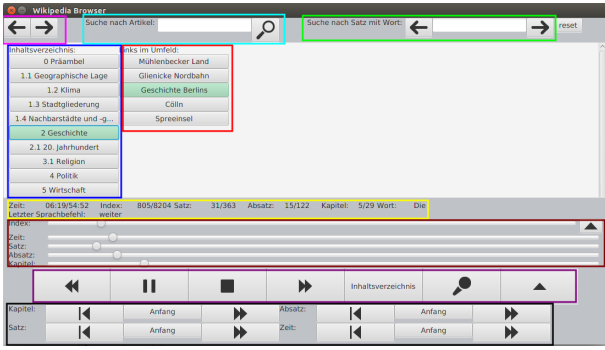 Wikipedia Browser
Suche nach Artikel:
Suche nach Satz mit Wort:
reset
Inhaltsverzeichnis:
inks im Umfeld:
0 Präambel
Mühlenbecker Land
1.1 Geographische Lage
Glienicke Nordbahn
1.2 Klima
Geschichte Berlins
1.3 Stadtgliederung
Cölln
1.4 Nachbarstädte und -g...
Spreeinsel
2 Geschichte
2.1 20. Jahrhundert
3.1 Religion
4 Politik
5 Wirtschaft
Zeit: 06:19/54:52 Index: 805/8204 Satz: 31/363 Absatz: 15/122 Kapitel: 5/29 Wort: Die
Letzter Sprachbefehl: weiter
Index:
Zeit:
Satz:
Absatz:
Kapitel:
Inhaltsverzeichnis
Kapitel: Anfang Absatz: Anfang
Satz: Anfang Zeit: Anfang